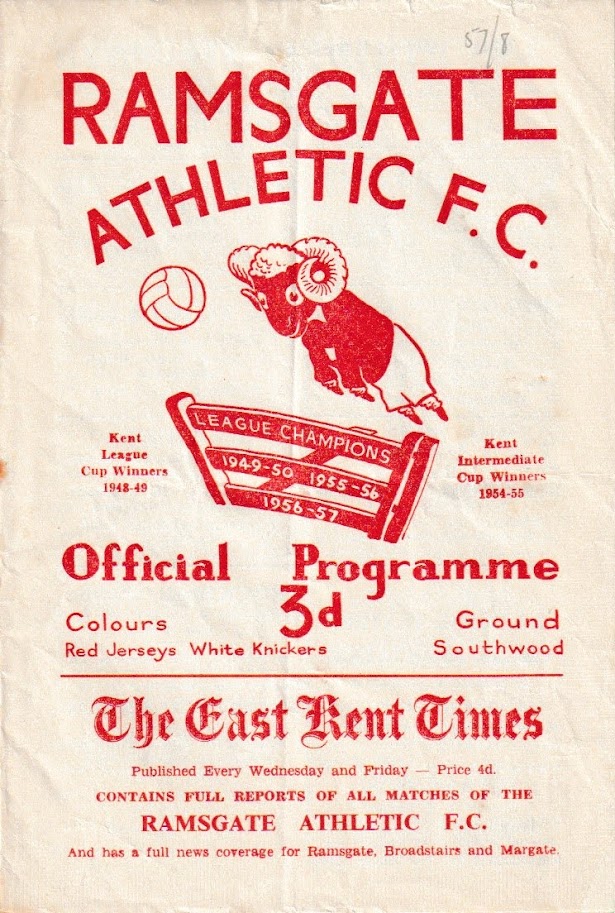 57/8
RAMSGATE
ATHLETIC F.C.
LEAGUE CHAMPIONS
1949-50 1955-56
1956-57
Kent
League
Cup Winners
1948-49
Kent
Intermediate
Cup Winners
1954-55
Official Programme
3d
Colours
Red Jerseys White Knickers
Ground
Southwood
The East Kent Times
Published Every Wednesday and Friday — Price 4d.
CONTAINS FULL REPORTS OF ALL MATCHES OF THE
RAMSGATE ATHLETIC F.C.
And has a full news coverage for Ramsgate, Broadstairs and Margate.